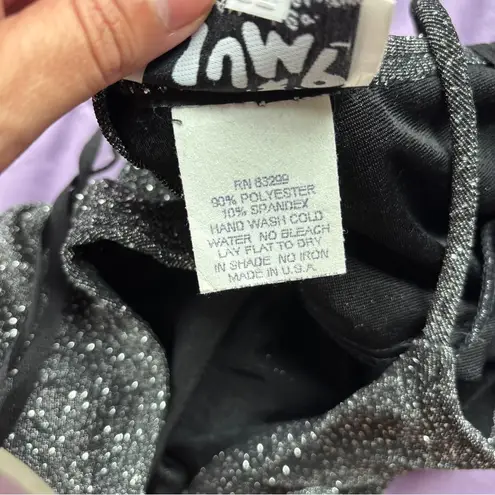 RN 83299
90% POLYESTER
10% SPANDEX
HAND WASH COLD
WATER NO BLEACH
LAY FLAT TO DRY
IN SHADE NO IRON
MADE IN U.S.A.